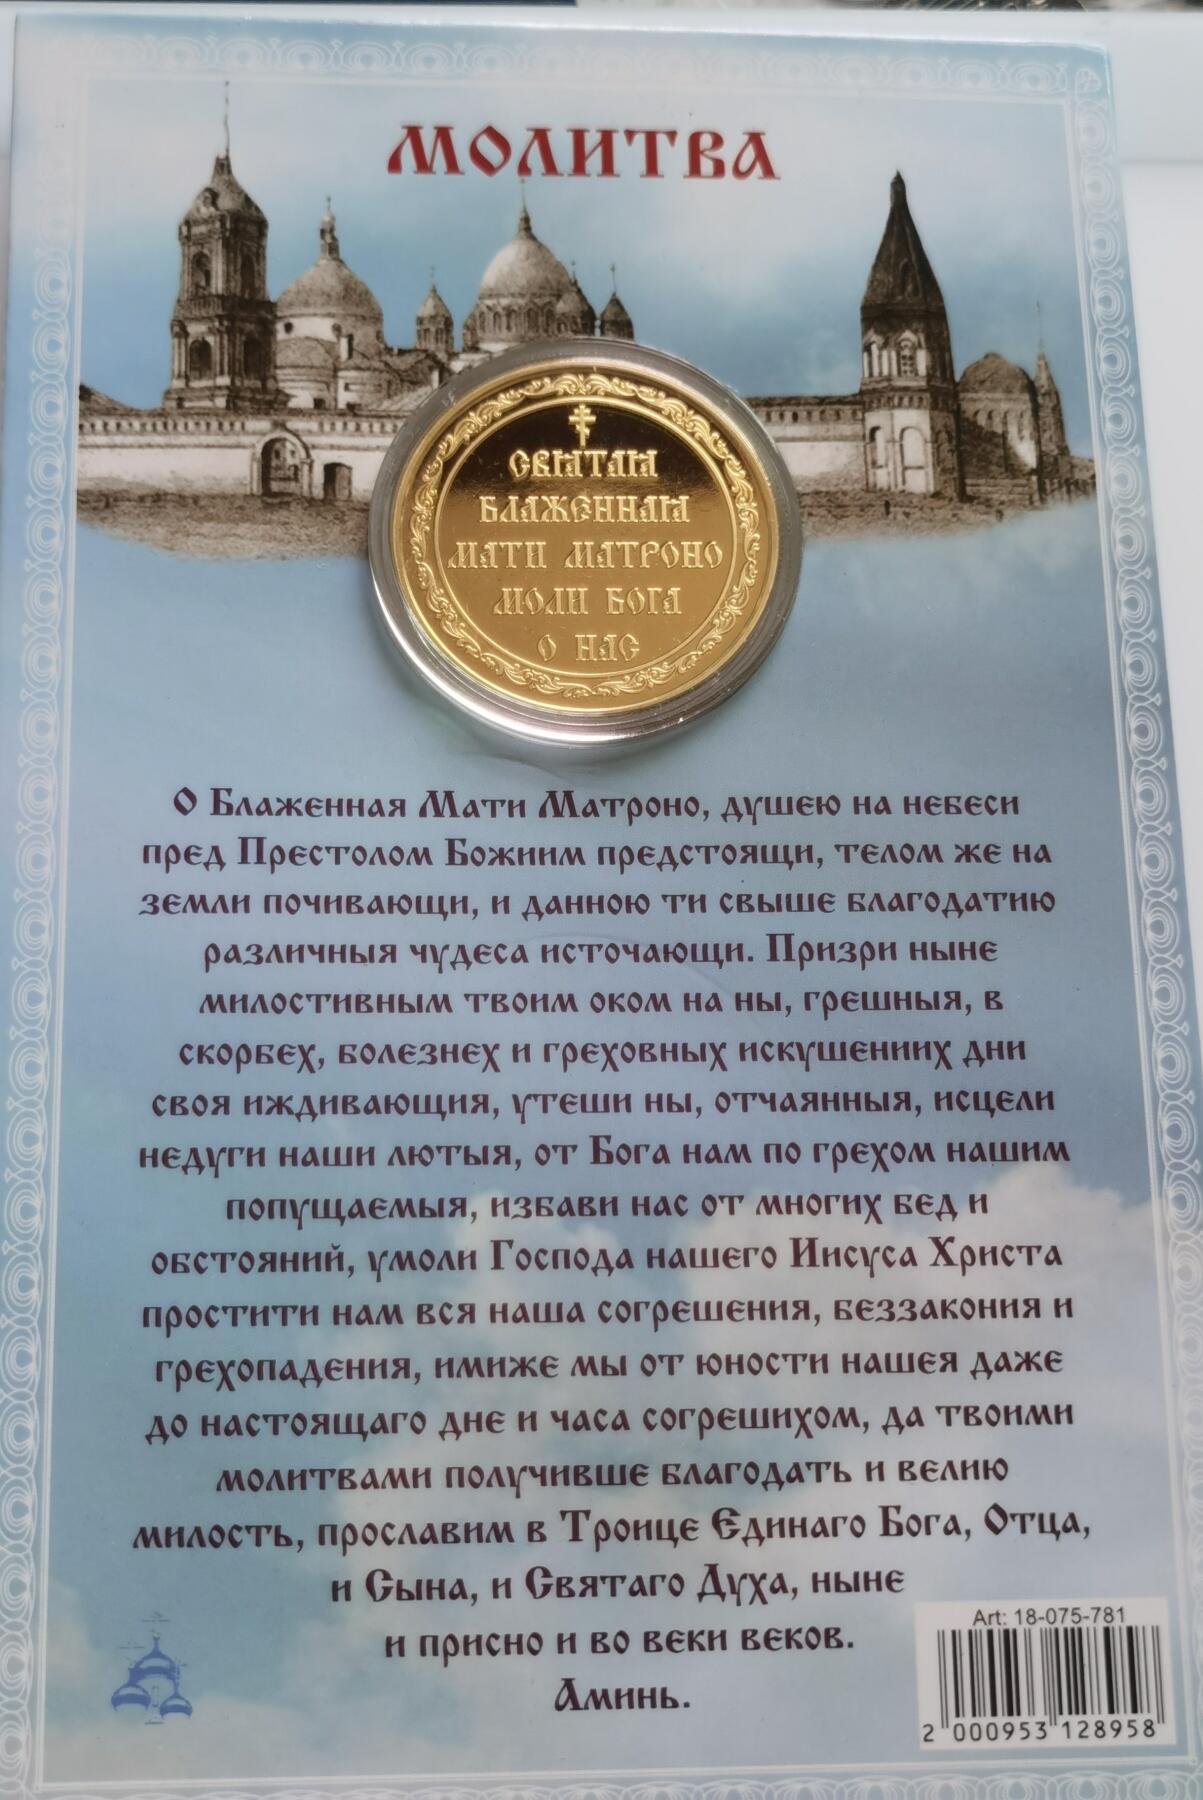 МОЛИТВА
СВЯТАЯ
БЛАЖЕННАЯ
МАТИ МАТРОНО
МОЛИ БОГА
О НАС
О Блаженная Мати Матроно, душею на небеси
пред Престолом Божиим предстоящи, телом же на
земли почивающи, и данною ти свыше благодатию
различныя чудеса источающи. Призри ныне
милостивным твоим оком на ны, грешныя, в
скорбех, болезнех и греховных искушениих дни
своя иждивающия, утеши ны, отчаянныя, исцели
недуги наши лютыя, от Бога нам по грехом нашим
попущаемыя, избави нас от многих бед и
обстояний, умоли Господа нашего Иисуса Христа
простити нам вся наша согрешения, беззакония и
грехопадения, имиже мы от юности нашея даже
до настоящаго дне и часа согрешихом, да твоими
молитвами получивше благодать и велию
милость, прославим в Троице Единаго Бога, Отца,
и Сына, и Святаго Духа, ныне
и присно и во веки веков.
Аминь.
Art: 18-075-781
2 000953 128958